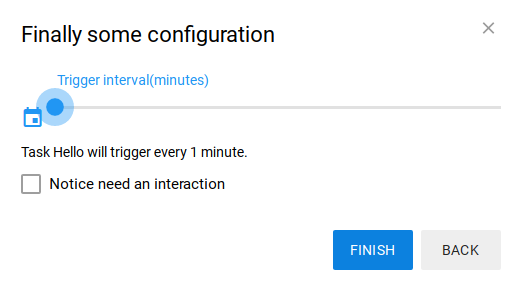 Finally some configuration
Trigger interval(minutes)
Task Hello will trigger every 1 minute.
Notice need an interaction
FINISH
BACK